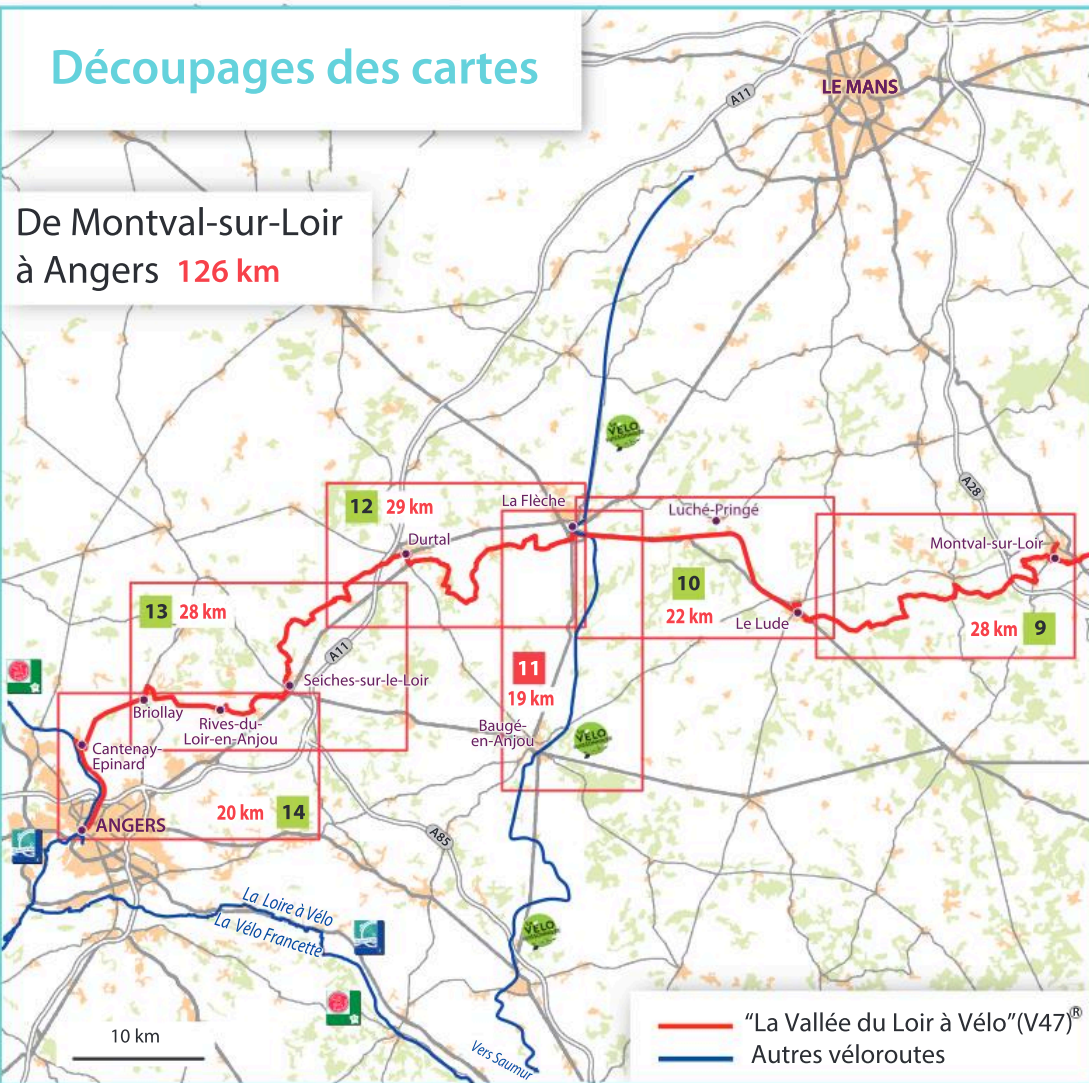 Découpages des cartes
De Montval-sur-Loir
à Angers 126 km
LE MANS
A11
VÉLO
La Flèche
12 29 km
Luché-Pringé
A28
Durtal
Montval-sur-Loir
10
22 km
13 28 km
Le Lude
28 km 9
A11
11
19 km
Seiches-sur-le-Loir
Briollay
Rives-du-
Loir-en-Anjou
Baugé-
en-Anjou
VÉLO
Cantenay-
Epinard
20 km 14
ANGERS
A85
La Loire à Vélo
La Vélo Francette
VÉLO
10 km
Vers Saumur
“La Vallée du Loir à Vélo”(V47)®
Autres véloroutes